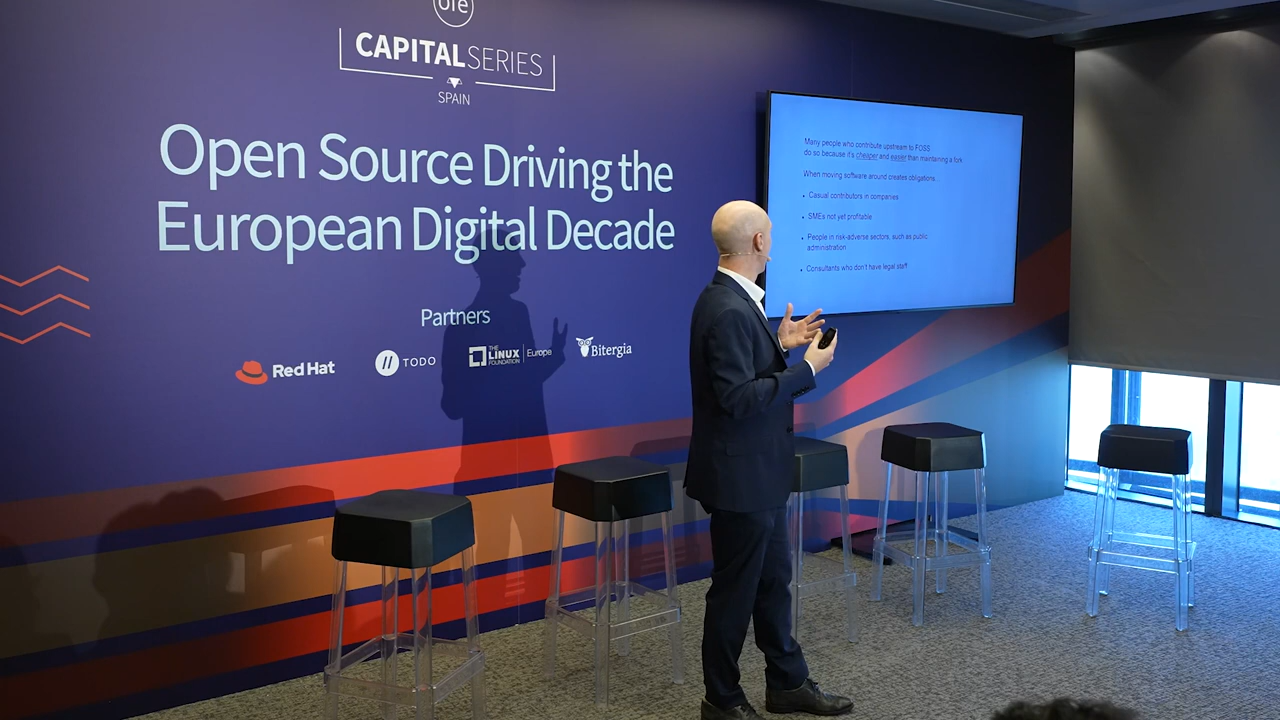 ofe
CAPITAL SERIES
SPAIN
Open Source Driving the
European Digital Decade
Partners
Red Hat
TODO
THE
LINUX
FOUNDATION
Europe
Bitergia
Many people who contribute upstream to FOSS
do so because it's cheaper and easier than maintaining a fork
When moving software around creates obligations...
• Casual contributors in companies
• SMEs not yet profitable
• People in risk-adverse sectors, such as public
administration
• Consultants who don't have legal staff